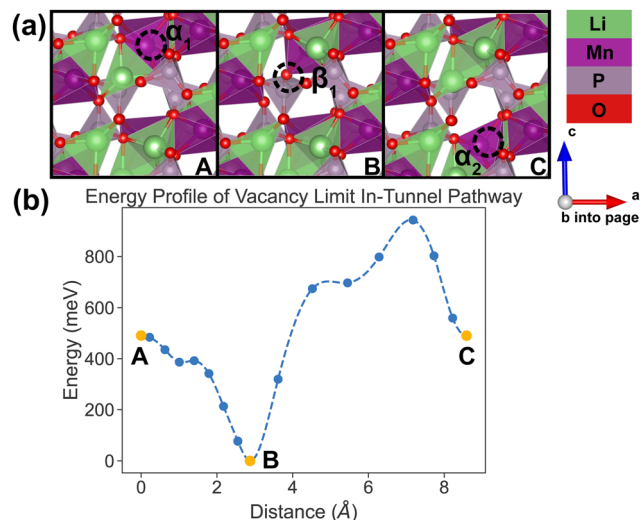 (a)
α1
A
β1
B
α2
C
Li
Mn
P
O
c
a
b into page
(b)
Energy Profile of Vacancy Limit In-Tunnel Pathway
Energy (meV)
800
600
400
200
0
A
B
C
0
2
4
6
8
Distance (Å)